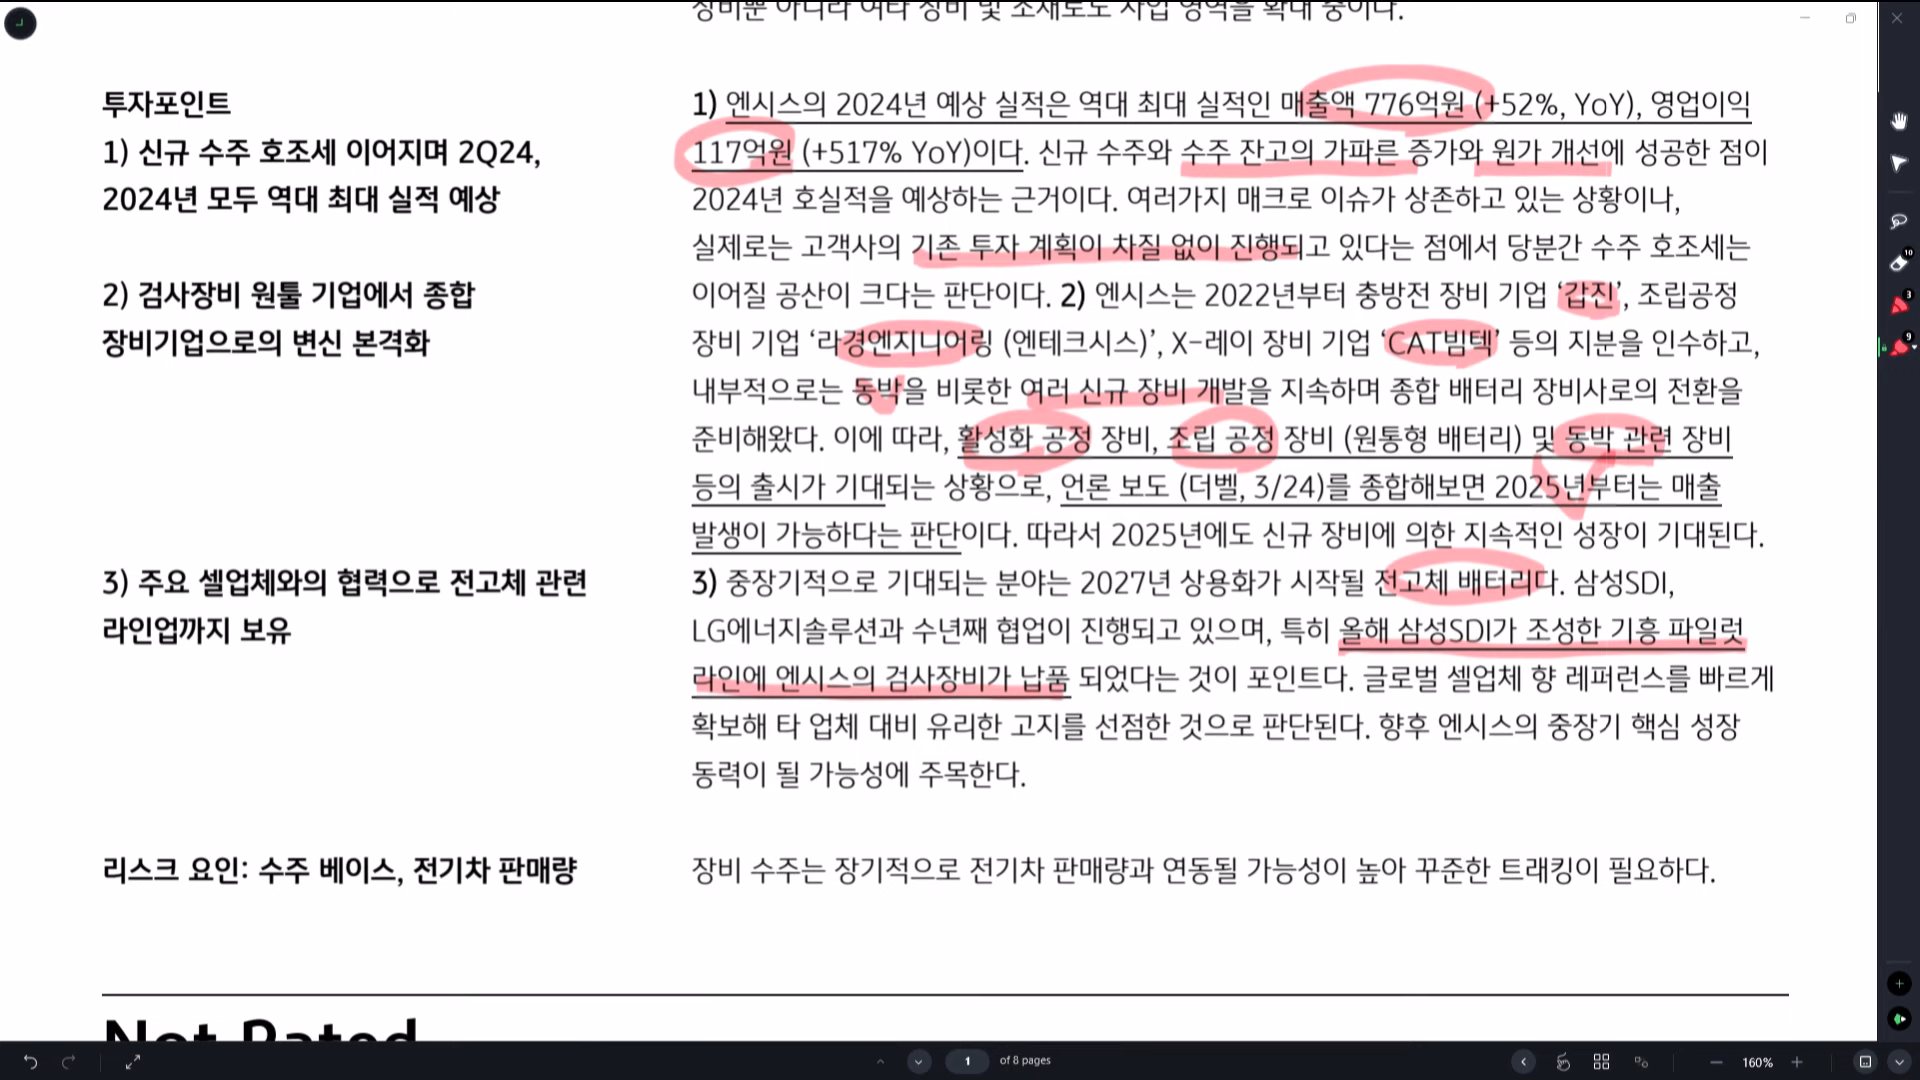 장비뿐 아니라 여타 장비 및 소재로도 사업 영역을 확대 중이다.
투자포인트
1) 신규 수주 호조세 이어지며 2Q24,
2024년 모두 역대 최대 실적 예상
2) 검사장비 원툴 기업에서 종합
장비기업으로의 변신 본격화
3) 주요 셀업체와의 협력으로 전고체 관련
라인업까지 보유
1) 엔시스의 2024년 예상 실적은 역대 최대 실적인 매출액 776억원 (+52%, YoY), 영업이익
117억원 (+517% YoY)이다. 신규 수주와 수주 잔고의 가파른 증가와 원가 개선에 성공한 점이
2024년 호실적을 예상하는 근거이다. 여러가지 매크로 이슈가 상존하고 있는 상황이나,
실제로는 고객사의 기존 투자 계획이 차질 없이 진행되고 있다는 점에서 당분간 수주 호조세는
이어질 공산이 크다는 판단이다. 2) 엔시스는 2022년부터 충방전 장비 기업 ‘갑진’, 조립공정
장비 기업 ‘라경엔지니어링 (엔테크시스)’, X-레이 장비 기업 ‘CAT빔텍’ 등의 지분을 인수하고,
내부적으로는 동박을 비롯한 여러 신규 장비 개발을 지속하며 종합 배터리 장비사로의 전환을
준비해왔다. 이에 따라, 활성화 공정 장비, 조립 공정 장비 (원통형 배터리) 및 동박 관련 장비
등의 출시가 기대되는 상황으로, 언론 보도 (더벨, 3/24)를 종합해보면 2025년부터는 매출
발생이 가능하다는 판단이다. 따라서 2025년에도 신규 장비에 의한 지속적인 성장이 기대된다.
3) 중장기적으로 기대되는 분야는 2027년 상용화가 시작될 전고체 배터리다. 삼성SDI,
LG에너지솔루션과 수년째 협업이 진행되고 있으며, 특히 올해 삼성SDI가 조성한 기흥 파일럿
라인에 엔시스의 검사장비가 납품 되었다는 것이 포인트다. 글로벌 셀업체 향 레퍼런스를 빠르게
확보해 타 업체 대비 유리한 고지를 선점한 것으로 판단된다. 향후 엔시스의 중장기 핵심 성장
동력이 될 가능성에 주목한다.
리스크 요인: 수주 베이스, 전기차 판매량
장비 수주는 장기적으로 전기차 판매량과 연동될 가능성이 높아 꾸준한 트래킹이 필요하다.
Not Rated
10
3
9
1 of 8 pages
160%